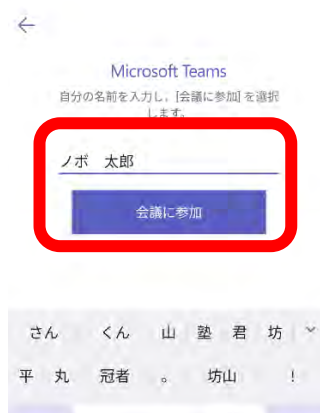 ←
Microsoft Teams
自分の名前を入力し、[会議に参加] を選択
します。
ノボ　太郎
会議に参加
さん くん 山 塾 君 坊
平 丸 冠者 。 坊山 !